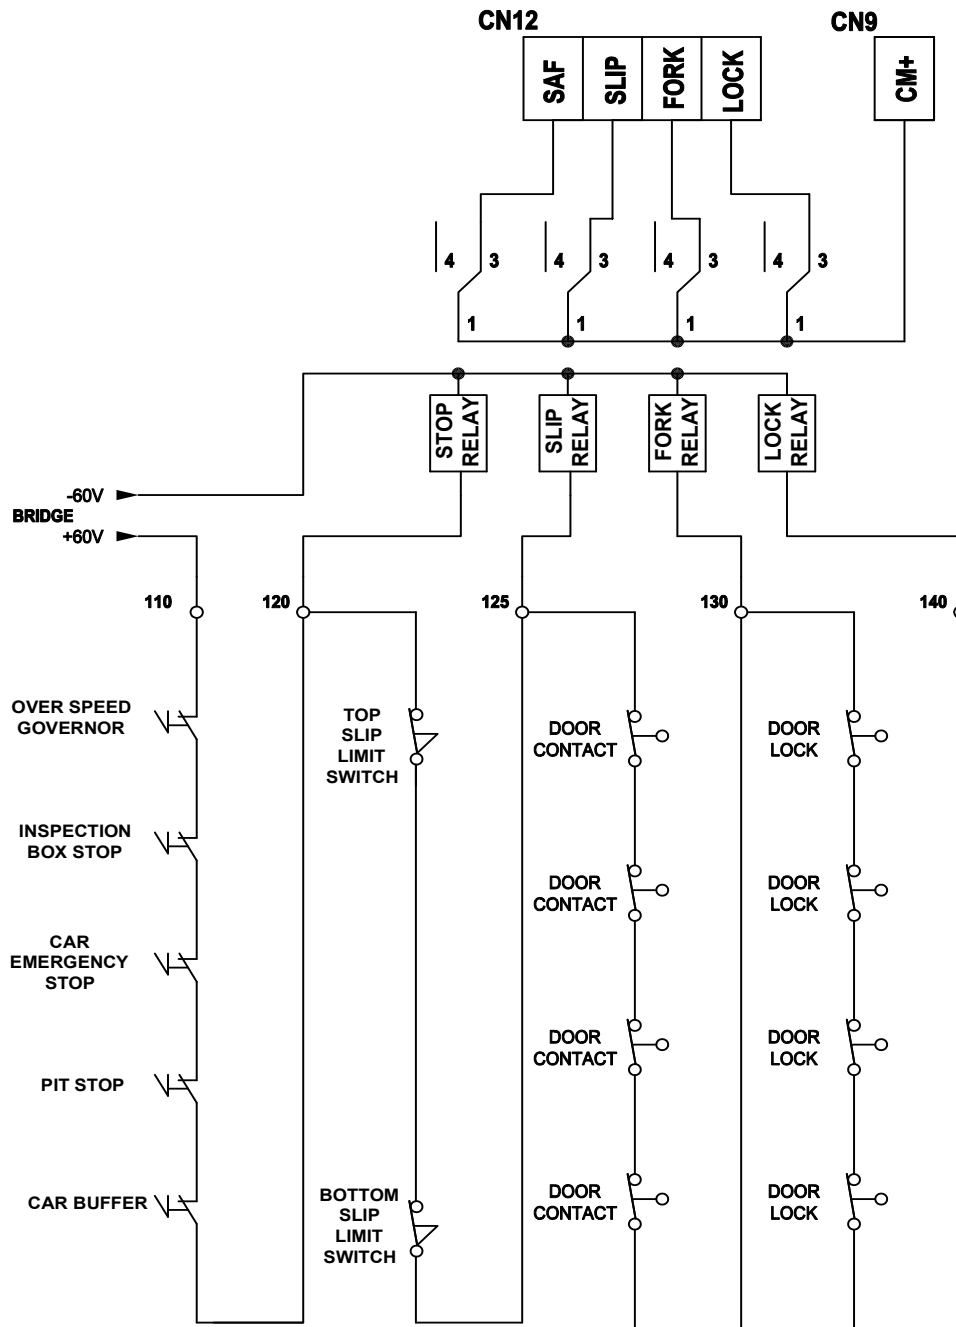 CN12
CN9
SAF
SLIP
FORK
LOCK
CM+
4
3
4
3
4
3
4
3
1
1
1
1
STOP
RELAY
SLIP
RELAY
FORK
RELAY
LOCK
RELAY
-60V
BRIDGE
+60V
110
120
125
130
140
OVER SPEED
GOVERNOR
TOP
SLIP
LIMIT
SWITCH
DOOR
CONTACT
DOOR
LOCK
INSPECTION
BOX STOP
DOOR
CONTACT
DOOR
LOCK
CAR
EMERGENCY
STOP
DOOR
CONTACT
DOOR
LOCK
PIT STOP
CAR BUFFER
BOTTOM
SLIP
LIMIT
SWITCH
DOOR
CONTACT
DOOR
LOCK